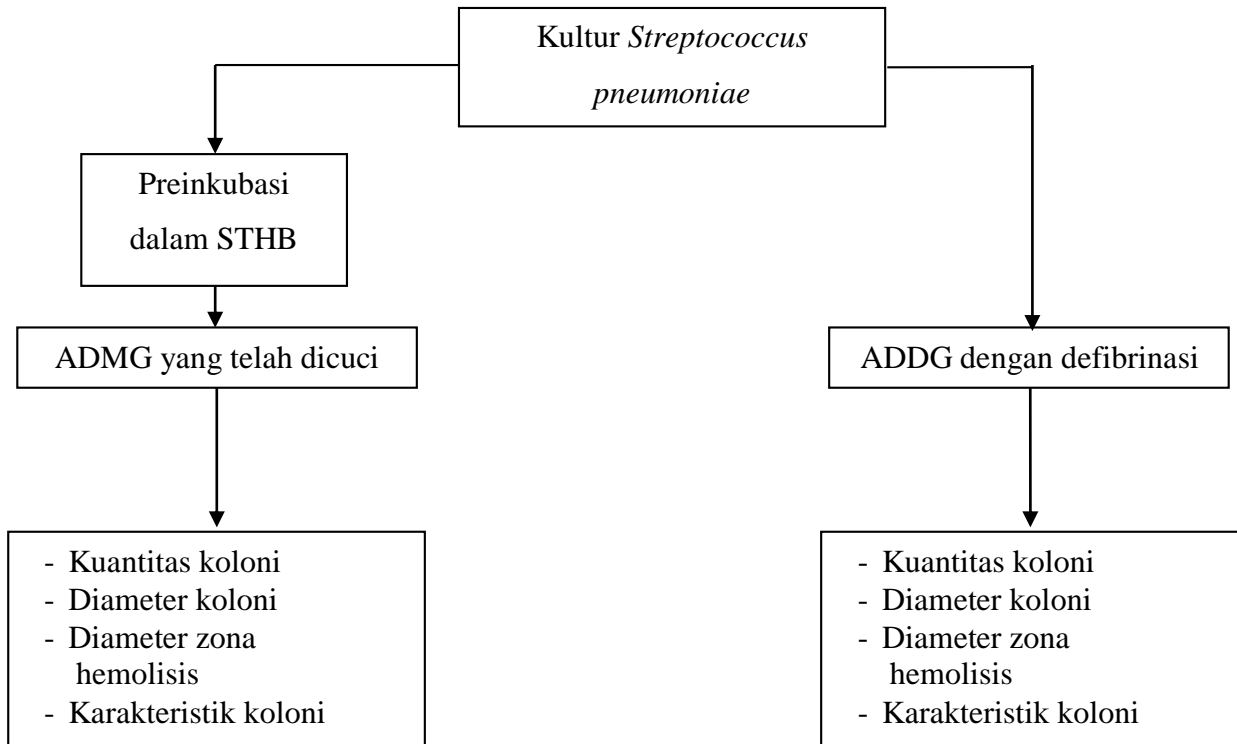 Kultur Streptococcus
pneumoniae
Preinkubasi
dalam STHB
ADMG yang telah dicuci
ADDG dengan defibrinasi
- Kuantitas koloni
- Diameter koloni
- Diameter zona
hemolisis
- Karakteristik koloni
- Kuantitas koloni
- Diameter koloni
- Diameter zona
hemolisis
- Karakteristik koloni